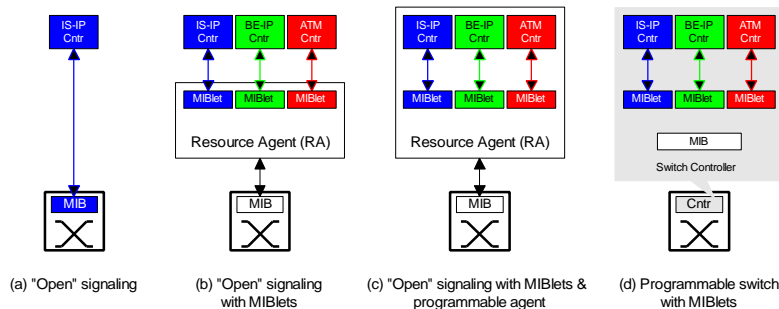 IS-IP
Cntr
MIB
(a) "Open" signaling
IS-IP
Cntr
BE-IP
Cntr
ATM
Cntr
MIBlet
MIBlet
MIBlet
Resource Agent (RA)
MIB
(b) "Open" signaling
with MIBlets
IS-IP
Cntr
BE-IP
Cntr
ATM
Cntr
MIBlet
MIBlet
MIBlet
Resource Agent (RA)
MIB
(c) "Open" signaling with MIBlets &
programmable agent
IS-IP
Cntr
BE-IP
Cntr
ATM
Cntr
MIBlet
MIBlet
MIBlet
MIB
Switch Controller
Cntr
(d) Programmable switch
with MIBlets